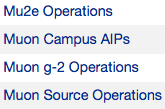 Mu2e Operations
Muon Campus AIPs
Muon g-2 Operations
Muon Source Operations